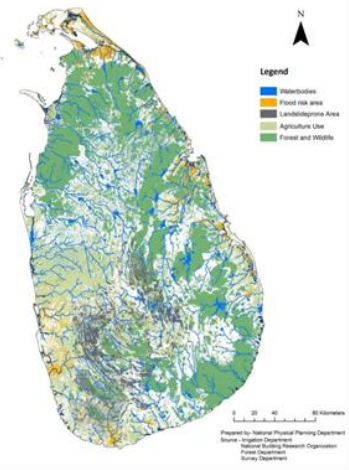 N
Legend
Waterbodies
Flood risk area
Landslideprone Area
Agriculture Use
Forest and Wildlife
0 20 40 80 Kilometers
Prepared by- National Physical Planning Department
Source - Irrigation Department
National Building Research Organization
Forest Department
Survey Department